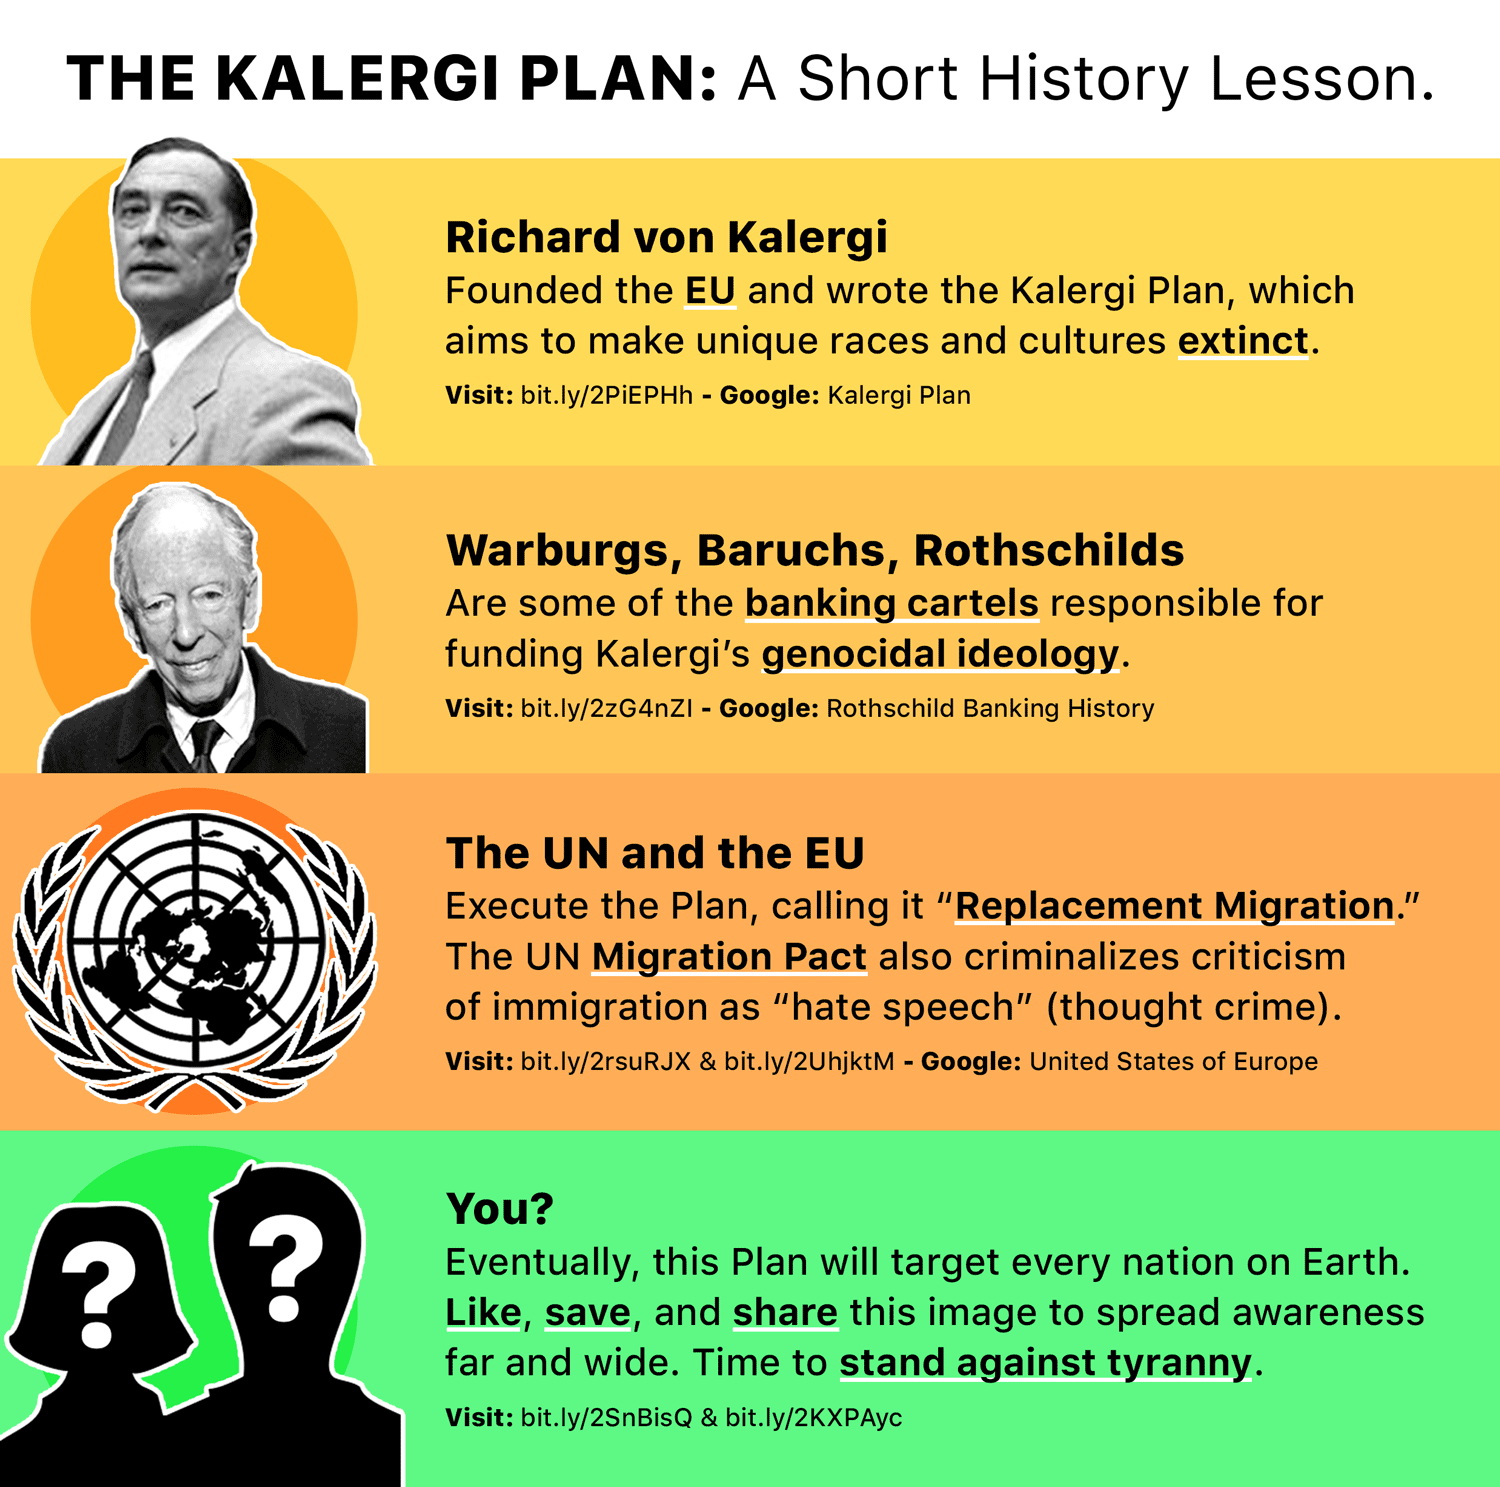 THE KALERGI PLAN: A Short History Lesson.
Richard von Kalergi
Founded the EU and wrote the Kalergi Plan, which
aims to make unique races and cultures extinct.
Visit: bit.ly/2PiEPHh - Google: Kalergi Plan
Warburgs, Baruchs, Rothschilds
Are some of the banking cartels responsible for
funding Kalergi’s genocidal ideology.
Visit: bit.ly/2zG4nZI - Google: Rothschild Banking History
The UN and the EU
Execute the Plan, calling it “Replacement Migration.”
The UN Migration Pact also criminalizes criticism
of immigration as “hate speech” (thought crime).
Visit: bit.ly/2rsuRJX & bit.ly/2UhjktM - Google: United States of Europe
? ?
You?
Eventually, this Plan will target every nation on Earth.
Like, save, and share this image to spread awareness
far and wide. Time to stand against tyranny.
Visit: bit.ly/2SnBisQ & bit.ly/2KXPAyc